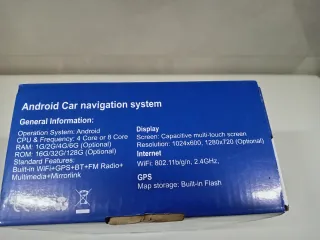 Android Car navigation system
General Information:
Operation System: Android
CPU & Frequency: 4 Core or 8 Core
RAM: 1G/2G/4G/6G (Optional)
ROM: 16G/32G/128G (Optional)
Standard Features:
Built-in WiFi+GPS+BT+FM Radio+
Multimedia+Mirrorlink
Display
Screen: Capacitive multi-touch screen
Resolution: 1024x600, 1280x720 (Optional)
Internet
WiFi: 802.11b/g/n, 2.4GHz,
GPS
Map storage: Built-in Flash